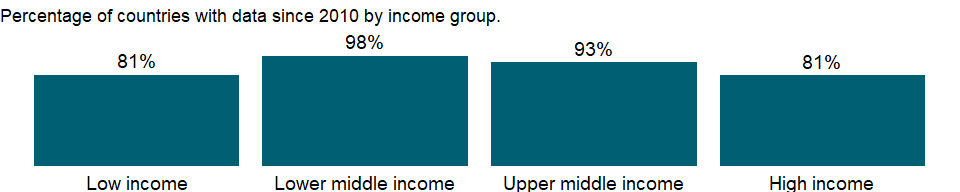 Percentage of countries with data since 2010 by income group.
81% 98% 93% 81%
Low income Lower middle income Upper middle income High income